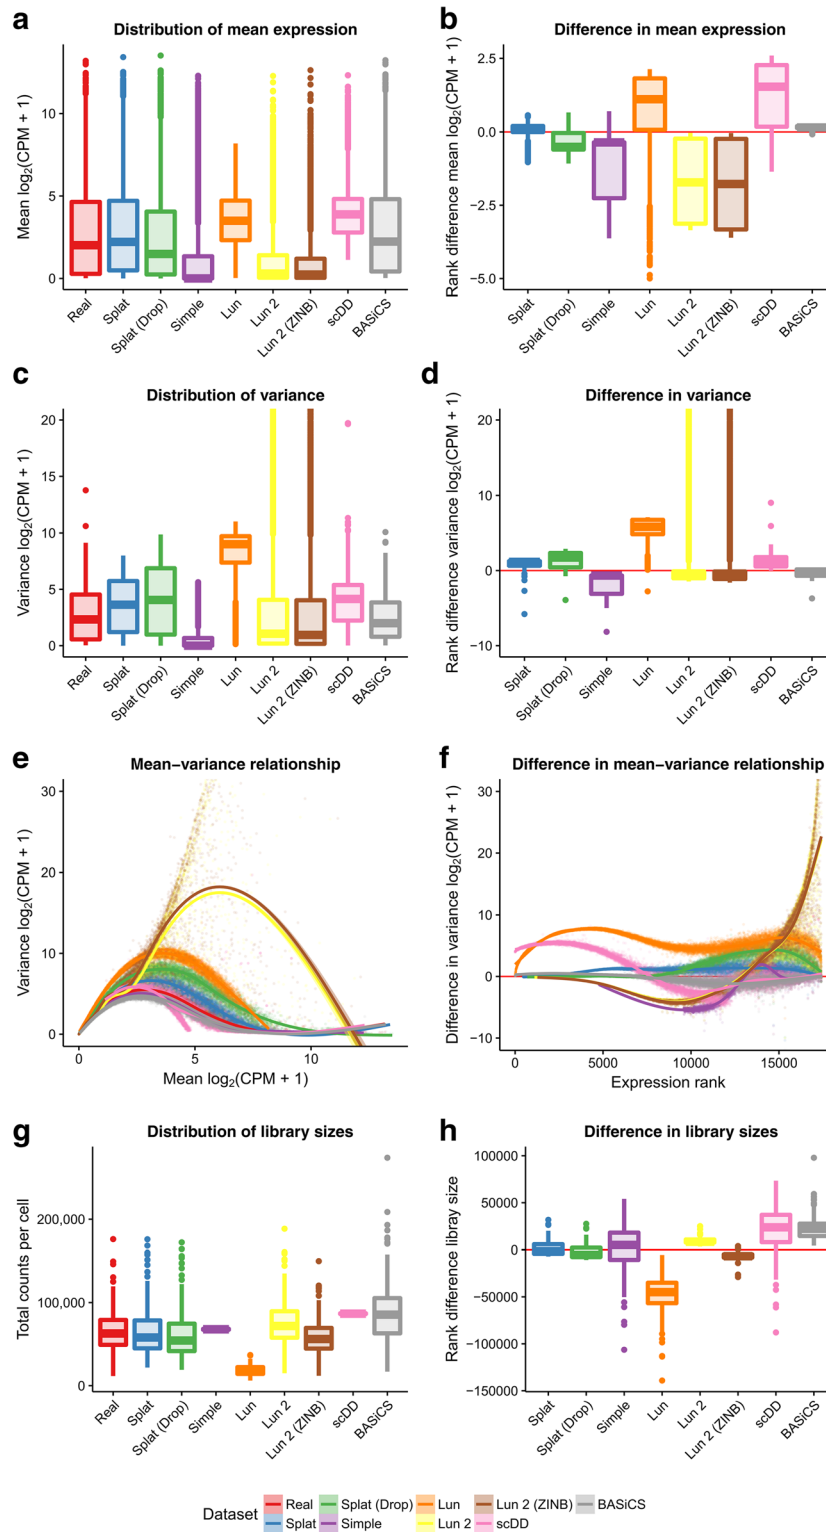 a
Distribution of mean expression
Mean log2(CPM + 1)
10
5
0
Real
Splat
Splat (Drop)
Simple
Lun
Lun 2
Lun 2 (ZINB)
scDD
BASiCS
b
Difference in mean expression
Rank difference mean log2(CPM + 1)
2.5
0.0
−2.5
−5.0
Splat
Splat (Drop)
Simple
Lun
Lun 2
Lun 2 (ZINB)
scDD
BASiCS
c
Distribution of variance
Variance log2(CPM + 1)
20
15
10
5
0
Real
Splat
Splat (Drop)
Simple
Lun
Lun 2
Lun 2 (ZINB)
scDD
BASiCS
d
Difference in variance
Rank difference variance log2(CPM + 1)
20
10
0
−10
Splat
Splat (Drop)
Simple
Lun
Lun 2
Lun 2 (ZINB)
scDD
BASiCS
e
Mean−variance relationship
Variance log2(CPM + 1)
30
20
10
0
0
5
10
Mean log2(CPM + 1)
f
Difference in mean−variance relationship
Difference in variance log2(CPM + 1)
30
20
10
0
−10
0
5000
10000
15000
Expression rank
g
Distribution of library sizes
Total counts per cell
200,000
100,000
0
Real
Splat
Splat (Drop)
Simple
Lun
Lun 2
Lun 2 (ZINB)
scDD
BASiCS
h
Difference in library sizes
Rank difference libray size
100000
50000
0
−50000
−100000
−150000
Splat
Splat (Drop)
Simple
Lun
Lun 2
Lun 2 (ZINB)
scDD
BASiCS
Dataset
Real
Splat (Drop)
Lun
Lun 2 (ZINB)
BASiCS
Splat
Simple
Lun 2
scDD